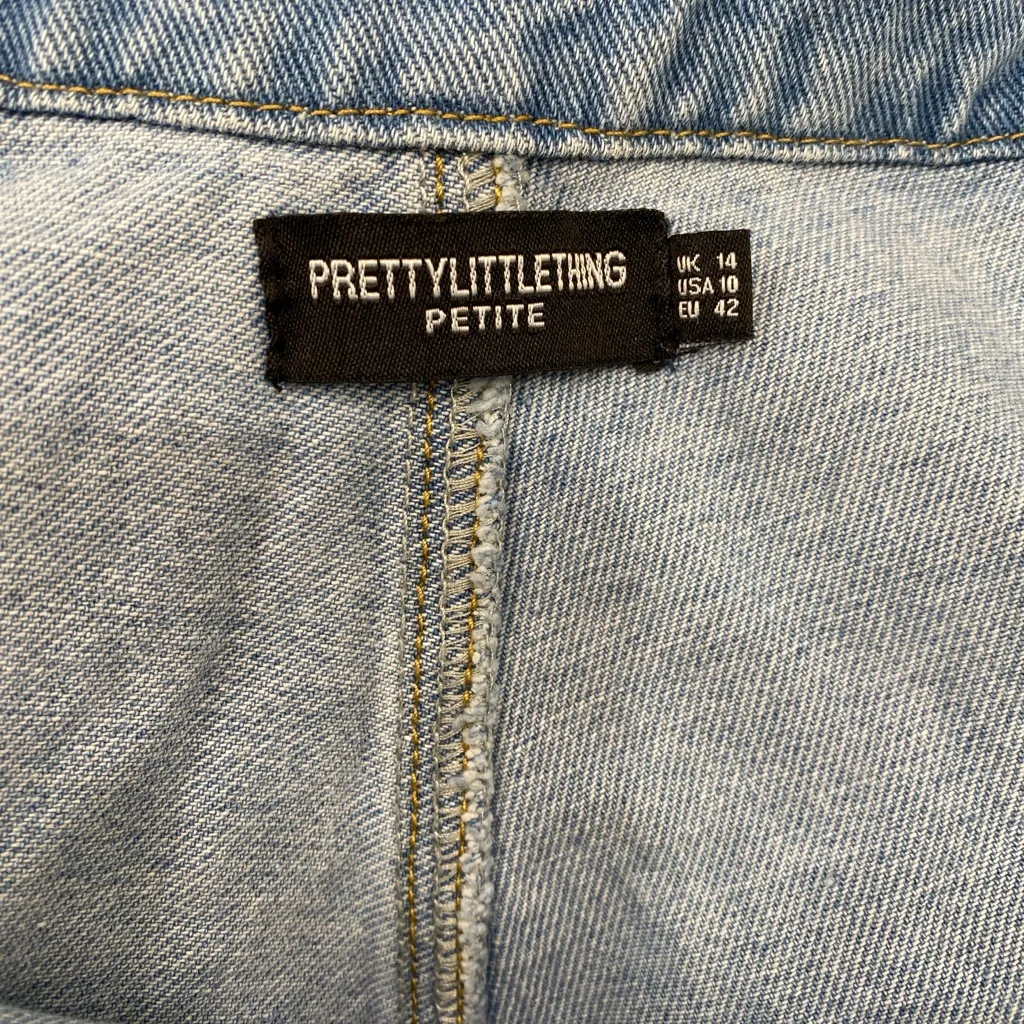 PRETTYLITTLETHING
PETITE
UK 14
USA 10
EU 42